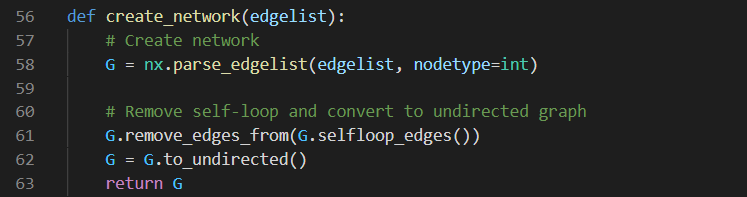 56 def create_network(edgelist):
57     # Create network
58     G = nx.parse_edgelist(edgelist, nodetype=int)
59
60     # Remove self-loop and convert to undirected graph
61     G.remove_edges_from(G.selfloop_edges())
62     G = G.to_undirected()
63     return G